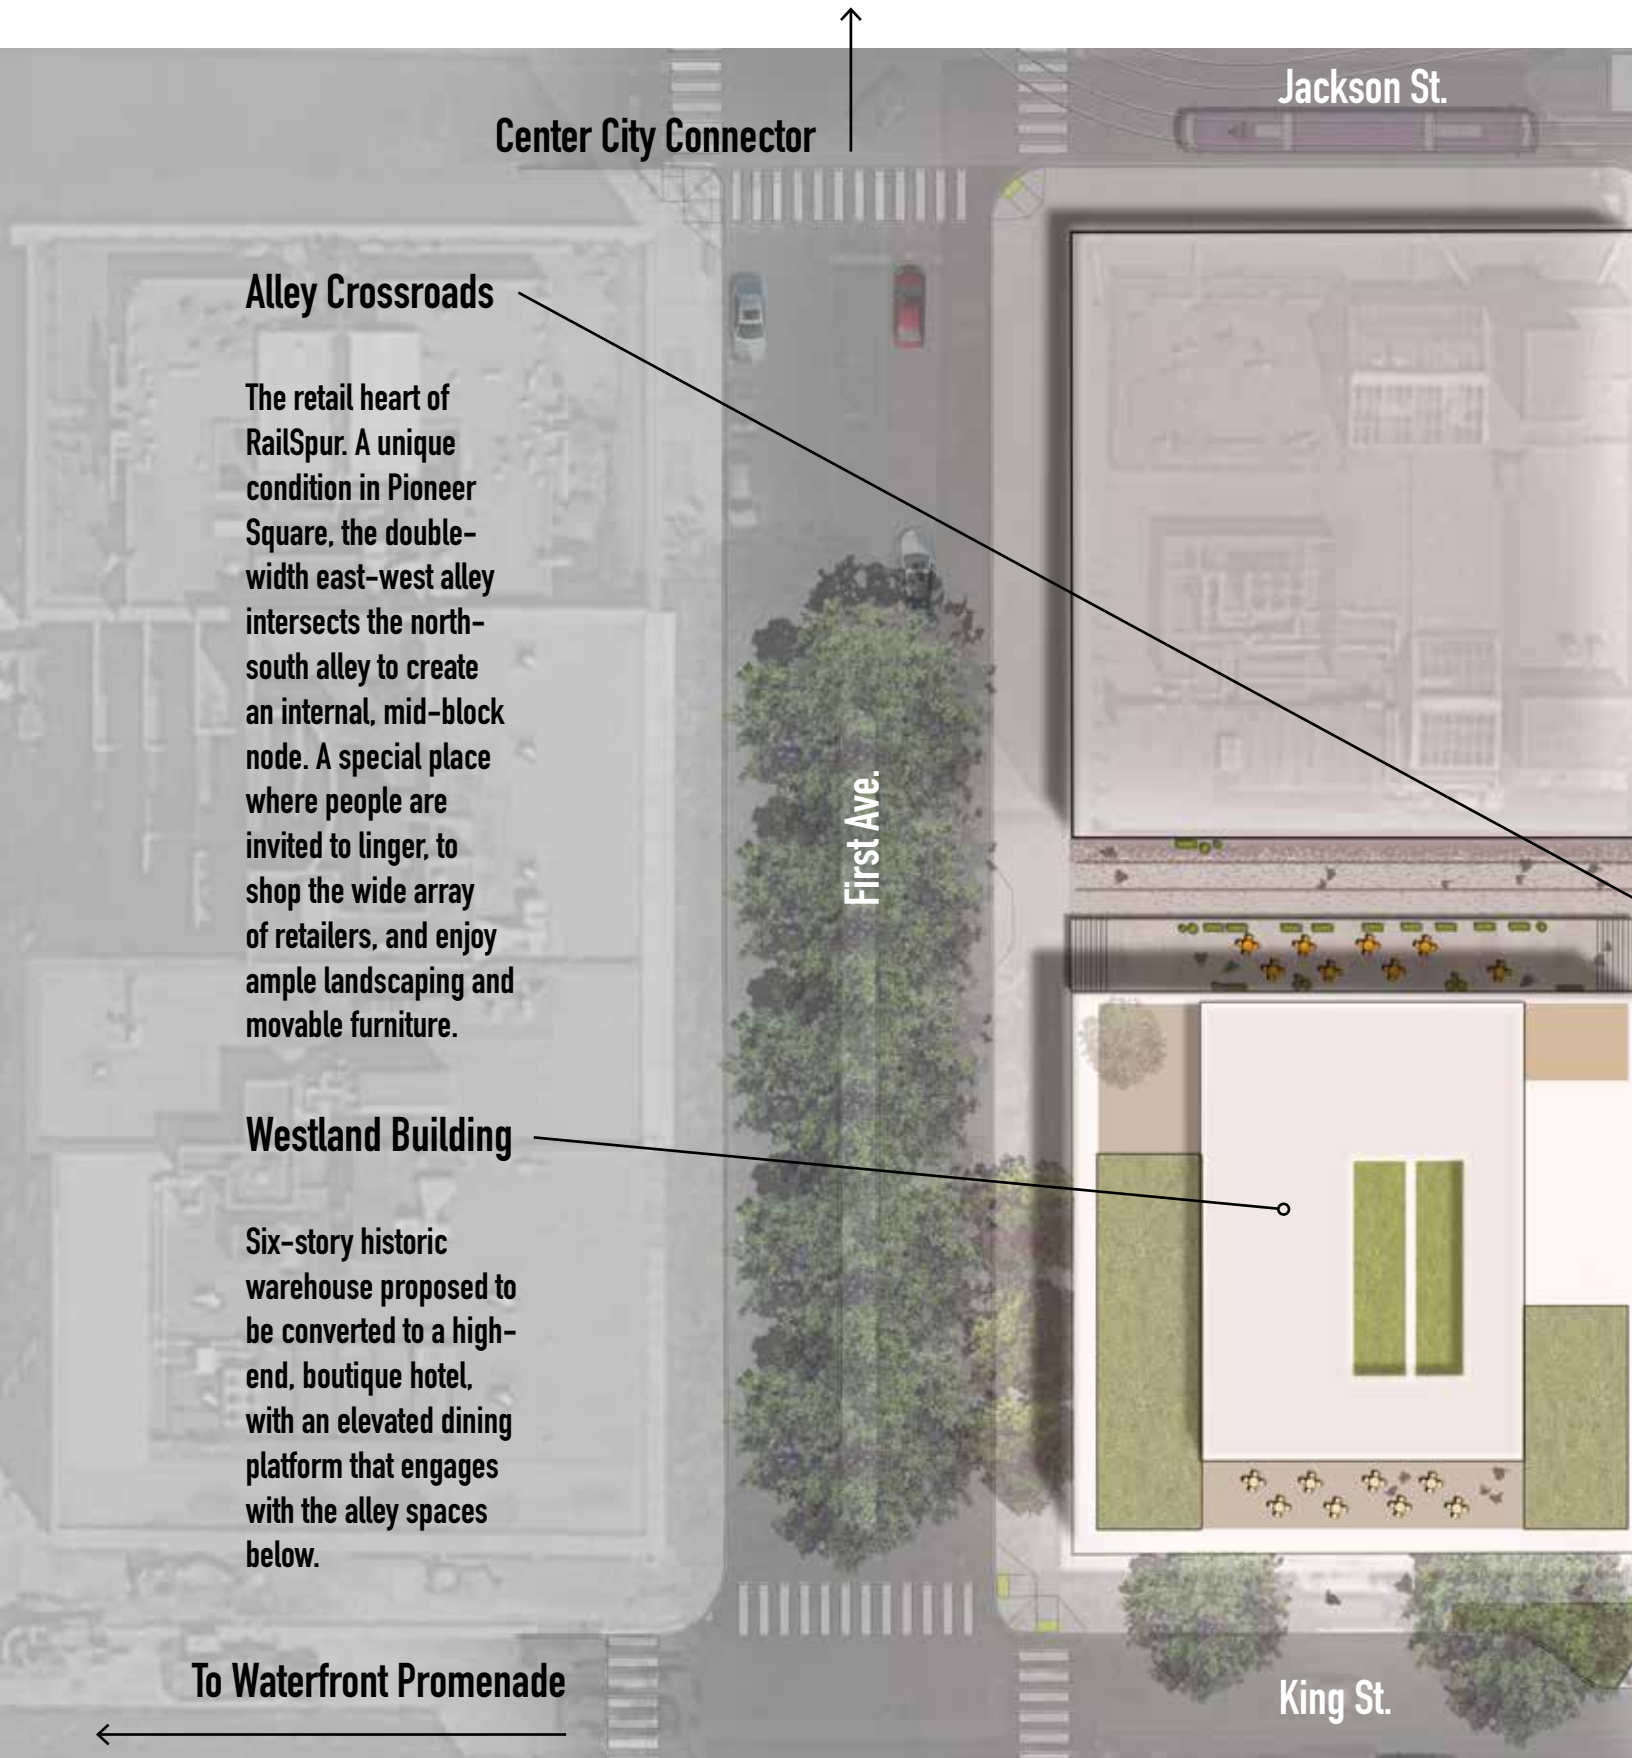 Jackson St.
Center City Connector
Alley Crossroads
The retail heart of
RailSpur. A unique
condition in Pioneer
Square, the double-
width east-west alley
intersects the north-
south alley to create
an internal, mid-block
node. A special place
where people are
invited to linger, to
shop the wide array
of retailers, and enjoy
ample landscaping and
movable furniture.
First Ave.
Westland Building
Six-story historic
warehouse proposed to
be converted to a high-
end, boutique hotel,
with an elevated dining
platform that engages
with the alley spaces
below.
To Waterfront Promenade
King St.